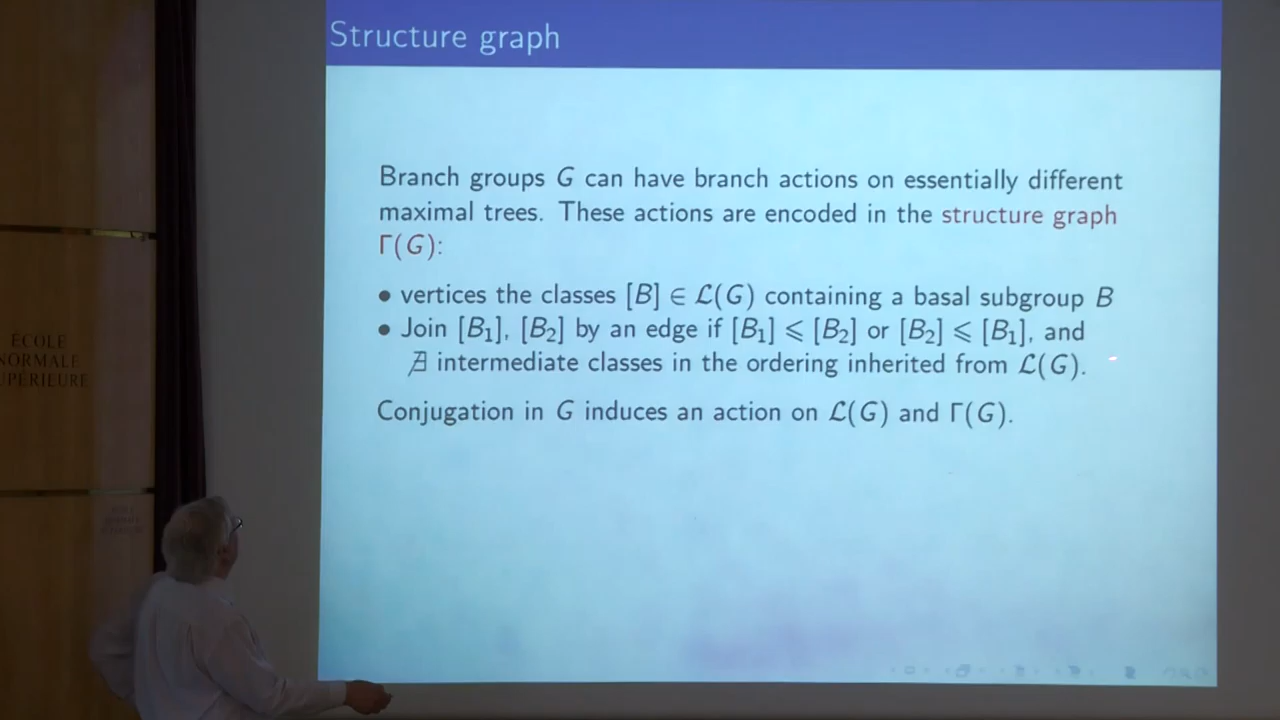 Structure graph
Branch groups G can have branch actions on essentially different
maximal trees. These actions are encoded in the structure graph
Γ(G):
• vertices the classes [B] ∈ ℒ(G) containing a basal subgroup B
• Join [B₁], [B₂] by an edge if [B₁] ⩽ [B₂] or [B₂] ⩽ [B₁], and
∄ intermediate classes in the ordering inherited from ℒ(G).
Conjugation in G induces an action on ℒ(G) and Γ(G).
ÉCOLE
NORMALE
SUPÉRIEURE